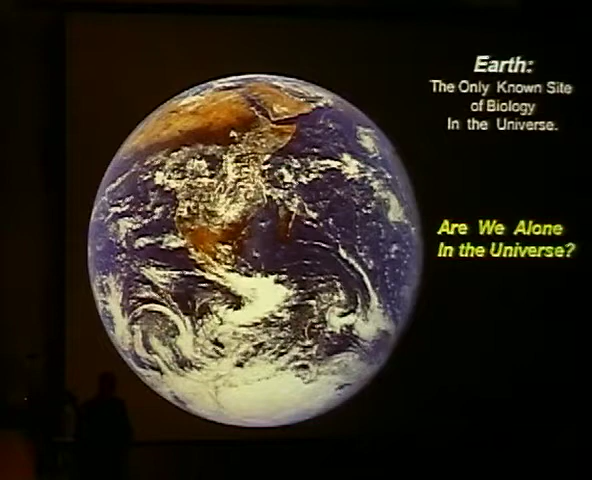 Earth:
The Only Known Site
of Biology
In the Universe.
Are We Alone
In the Universe?